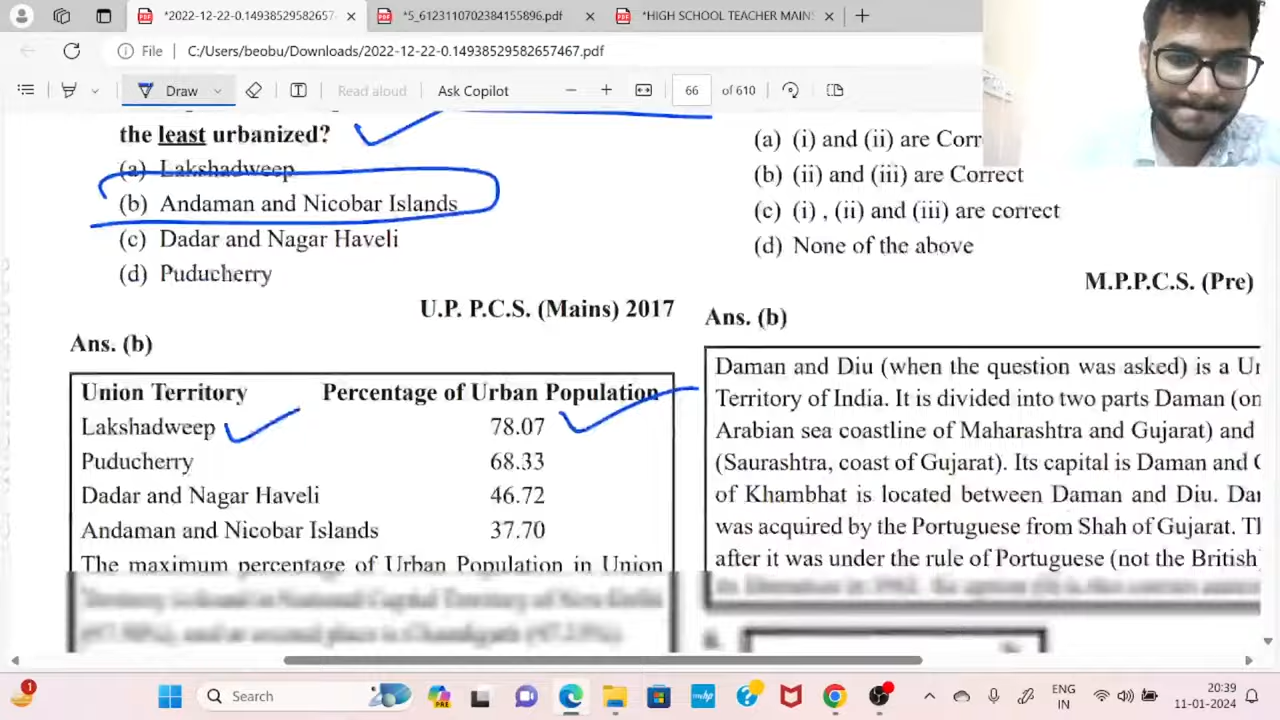 *2022-12-22-0.14938529582657
*5_6123110702384155896.pdf
*HIGH SCHOOL TEACHER MAINS
File
C:/Users/beobu/Downloads/2022-12-22-0.14938529582657467.pdf
Draw
Read aloud
Ask Copilot
66
of 610
the least urbanized?
(a) Lakshadweep
(b) Andaman and Nicobar Islands
(c) Dadar and Nagar Haveli
(d) Puducherry
U.P. P.C.S. (Mains) 2017
Ans. (b)
Union Territory Percentage of Urban Population
Lakshadweep 78.07
Puducherry 68.33
Dadar and Nagar Haveli 46.72
Andaman and Nicobar Islands 37.70
The maximum percentage of Urban Population in Union
(a) (i) and (ii) are Corr
(b) (ii) and (iii) are Correct
(c) (i) , (ii) and (iii) are correct
(d) None of the above
M.P.P.C.S. (Pre)
Ans. (b)
Daman and Diu (when the question was asked) is a Un
Territory of India. It is divided into two parts Daman (on
Arabian sea coastline of Maharashtra and Gujarat) and
(Saurashtra, coast of Gujarat). Its capital is Daman and
of Khambhat is located between Daman and Diu. Da
was acquired by the Portuguese from Shah of Gujarat.
after it was under the rule of Portuguese (not the British
1
Search
PRE
ENG
IN
20:39
11-01-2024